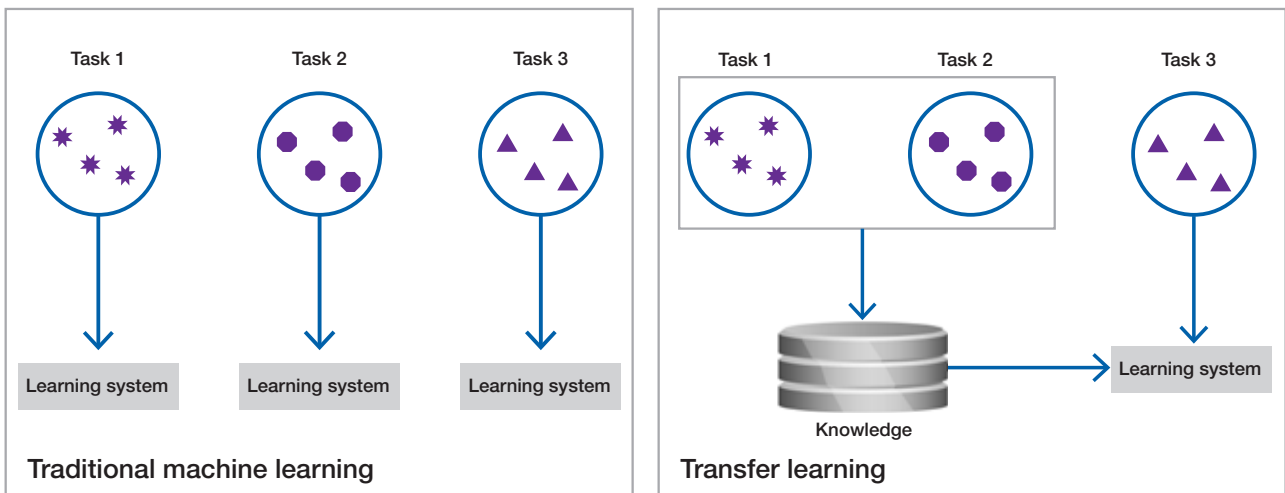 Task 1
Task 2
Task 3
Learning system
Learning system
Learning system
Traditional machine learning
Task 1
Task 2
Task 3
Learning system
Knowledge
Transfer learning